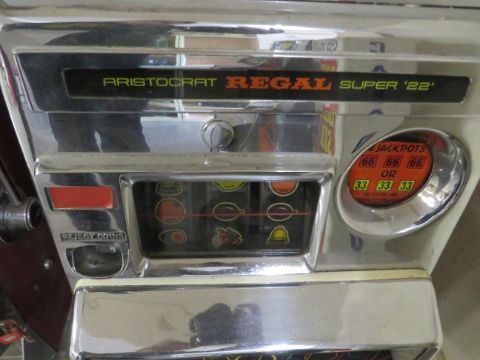 ARISTOCRAT REGAL SUPER '22'
JACKPOTS
66 66 66
OR
33 33 33
REJECT COINS